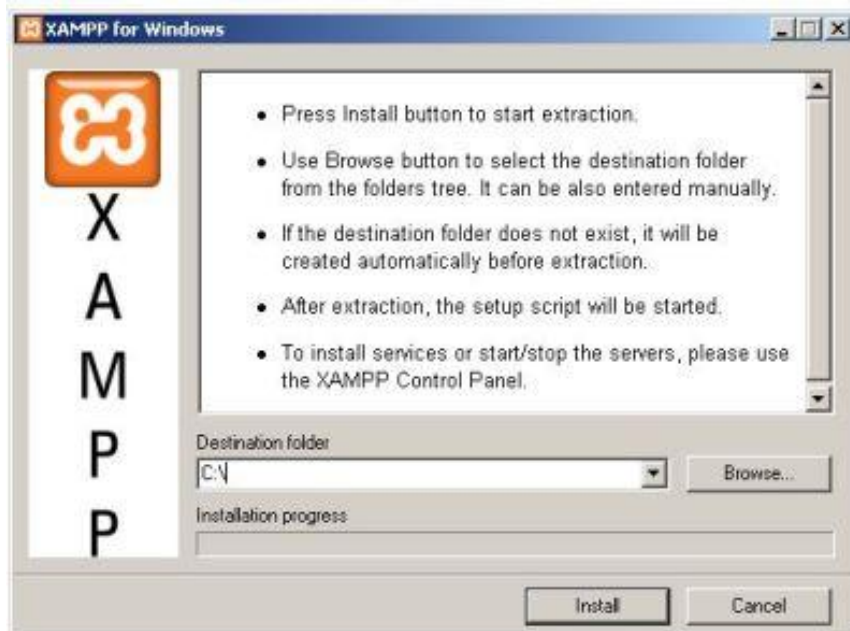 XAMPP for Windows
X
A
M
P
P
• Press Install button to start extraction.
• Use Browse button to select the destination folder
from the folders tree. It can be also entered manually.
• If the destination folder does not exist, it will be
created automatically before extraction.
• After extraction, the setup script will be started.
• To install services or start/stop the servers, please use
the XAMPP Control Panel.
Destination folder
C:\
Browse...
Installation progress
Install
Cancel